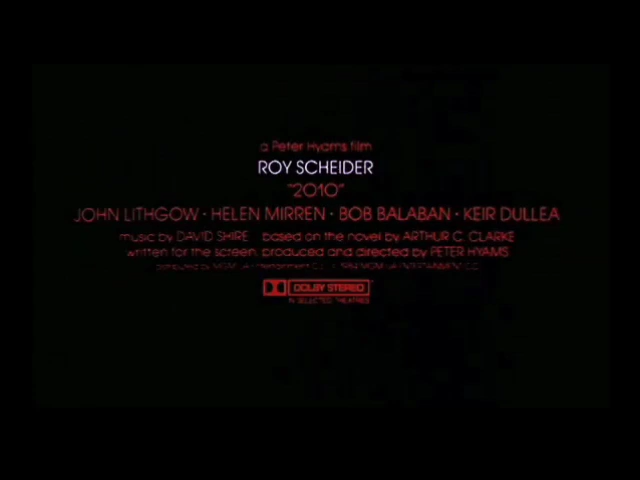 a Peter Hyams film
ROY SCHEIDER
"2010"
JOHN LITHGOW · HELEN MIRREN · BOB BALABAN · KEIR DULLEA
music by DAVID SHIRE based on the novel by ARTHUR C. CLARKE
written for the screen, produced and directed by PETER HYAMS
DOLBY STEREO
IN SELECTED THEATRES